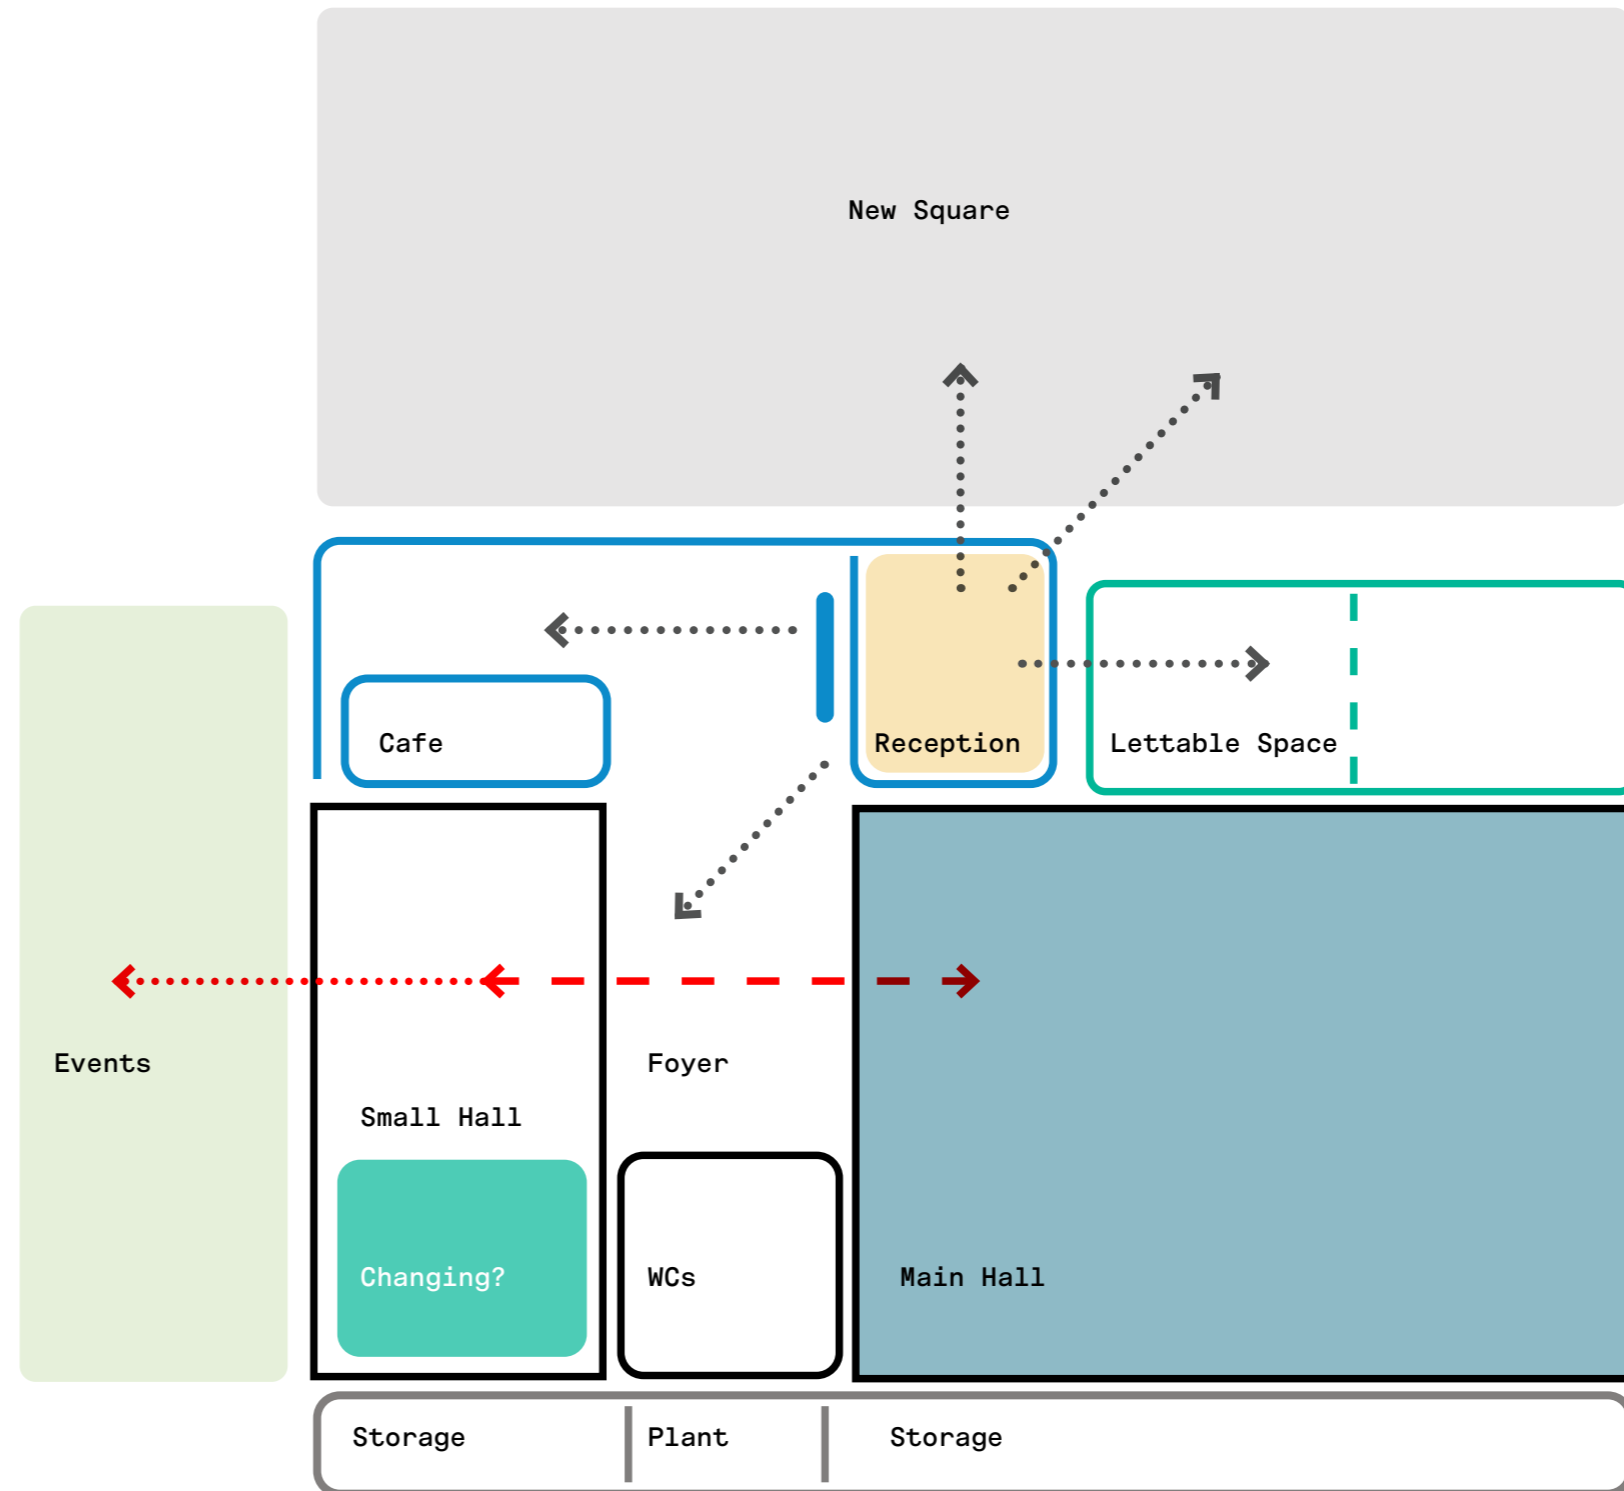 New Square
Cafe
Reception
Lettable Space
Events
Foyer
Small Hall
Changing?
WCs
Main Hall
Storage
Plant
Storage